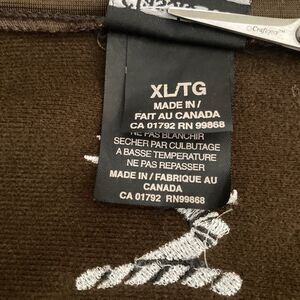 XL/TG
MADE IN /
FAIT AU CANADA
CA 01792 RN 99868
NE PAS BLANCHIR
SECHER PAR CULBUTAGE
A BASSE TEMPERATURE
NE PAS REPASSER
MADE IN / FABRIQUE AU
CANADA
CA 01792 RN99868